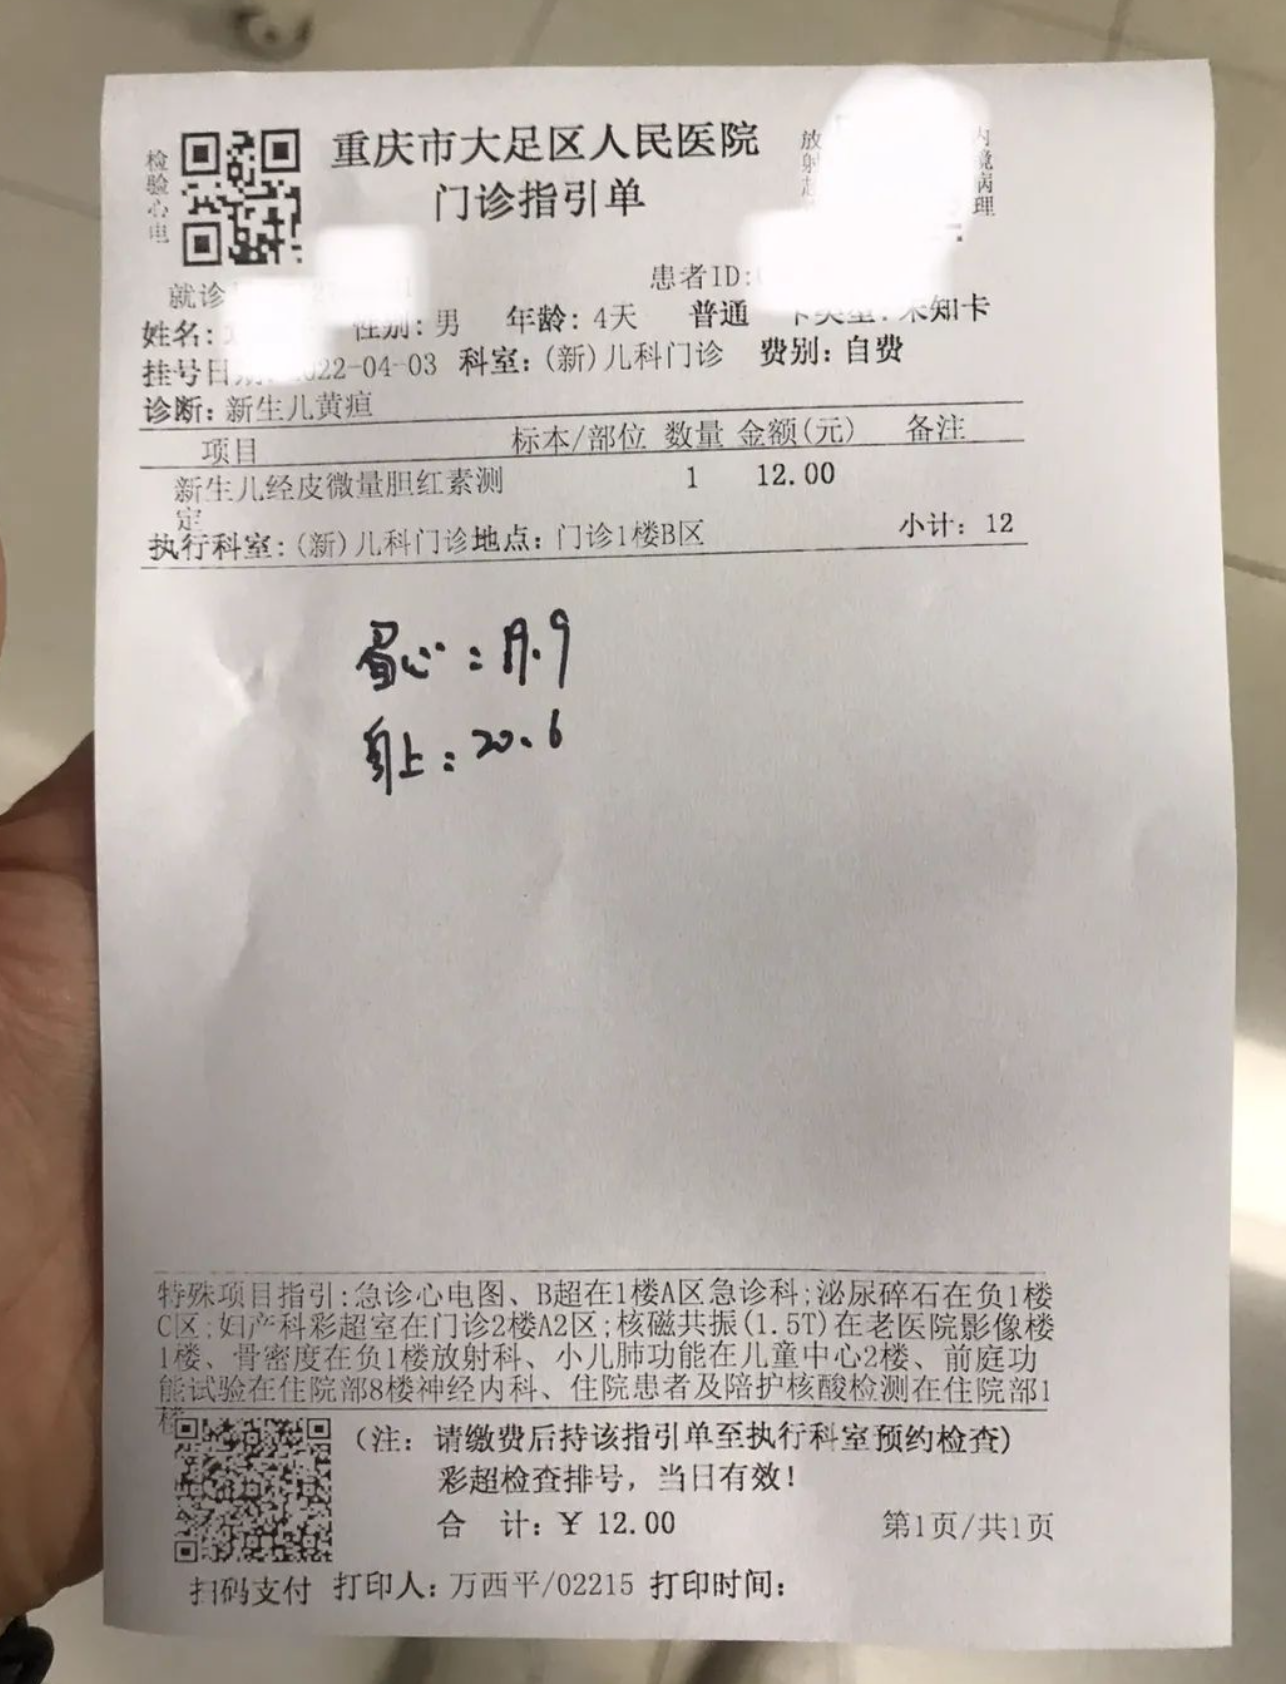 检验心电
重庆市大足区人民医院
门诊指引单
内镜病理
就诊
患者ID:
姓名: 性别: 男 年龄: 4天 普通 未知卡
挂号日期 022-04-03 科室: (新)儿科门诊 费别: 自费
诊断: 新生儿黄疸
项目 标本/部位 数量 金额(元) 备注
新生儿经皮微量胆红素测 1 12.00
定
执行科室: (新)儿科门诊地点: 门诊1楼B区 小计: 12
眉心: 19.9
身上: 20.6
特殊项目指引:急诊心电图、B超在1楼A区急诊科;泌尿碎石在负1楼
C区;妇产科彩超室在门诊2楼A2区;核磁共振(1.5T)在老医院影像楼
1楼、骨密度在负1楼放射科、小儿肺功能在儿童中心2楼、前庭功
能试验在住院部8楼神经内科、住院患者及陪护核酸检测在住院部1
楼
(注: 请缴费后持该指引单至执行科室预约检查)
彩超检查排号, 当日有效!
合 计: ¥ 12.00 第1页/共1页
扫码支付 打印人: 万西平/02215 打印时间: